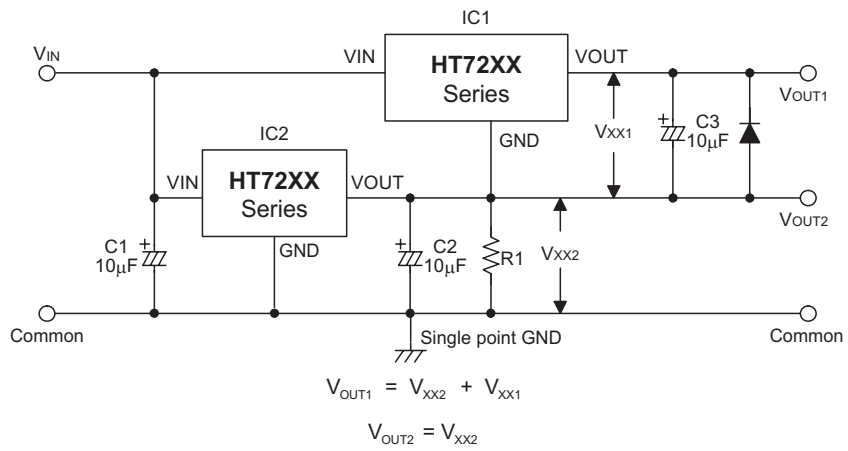 IC1
VIN
VIN
HT72XX
Series
VOUT
VOUT1
GND
VXX1
+
C3
10μF
IC2
VIN
HT72XX
Series
VOUT
VOUT2
GND
C1
+
10μF
+
C2
10μF
R1
VXX2
Common
Single point GND
Common
VOUT1 = VXX2 + VXX1
VOUT2 = VXX2